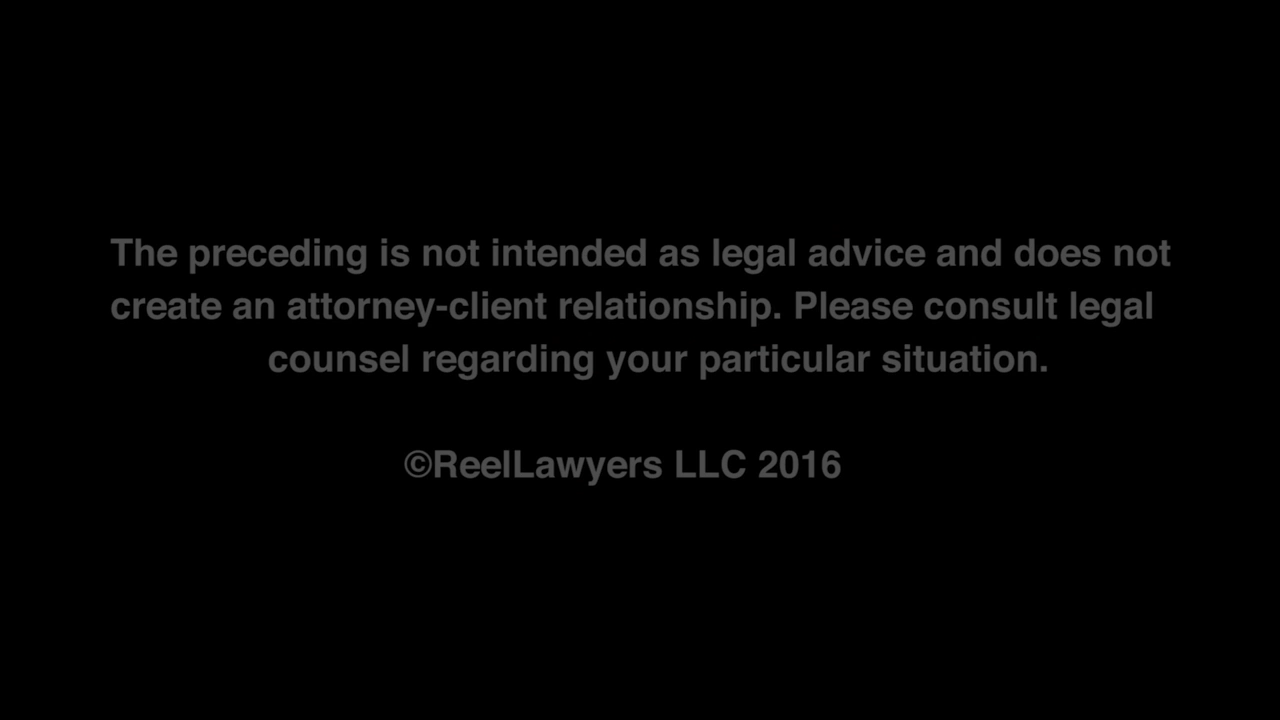 The preceding is not intended as legal advice and does not
create an attorney-client relationship. Please consult legal
counsel regarding your particular situation.
©ReelLawyers LLC 2016